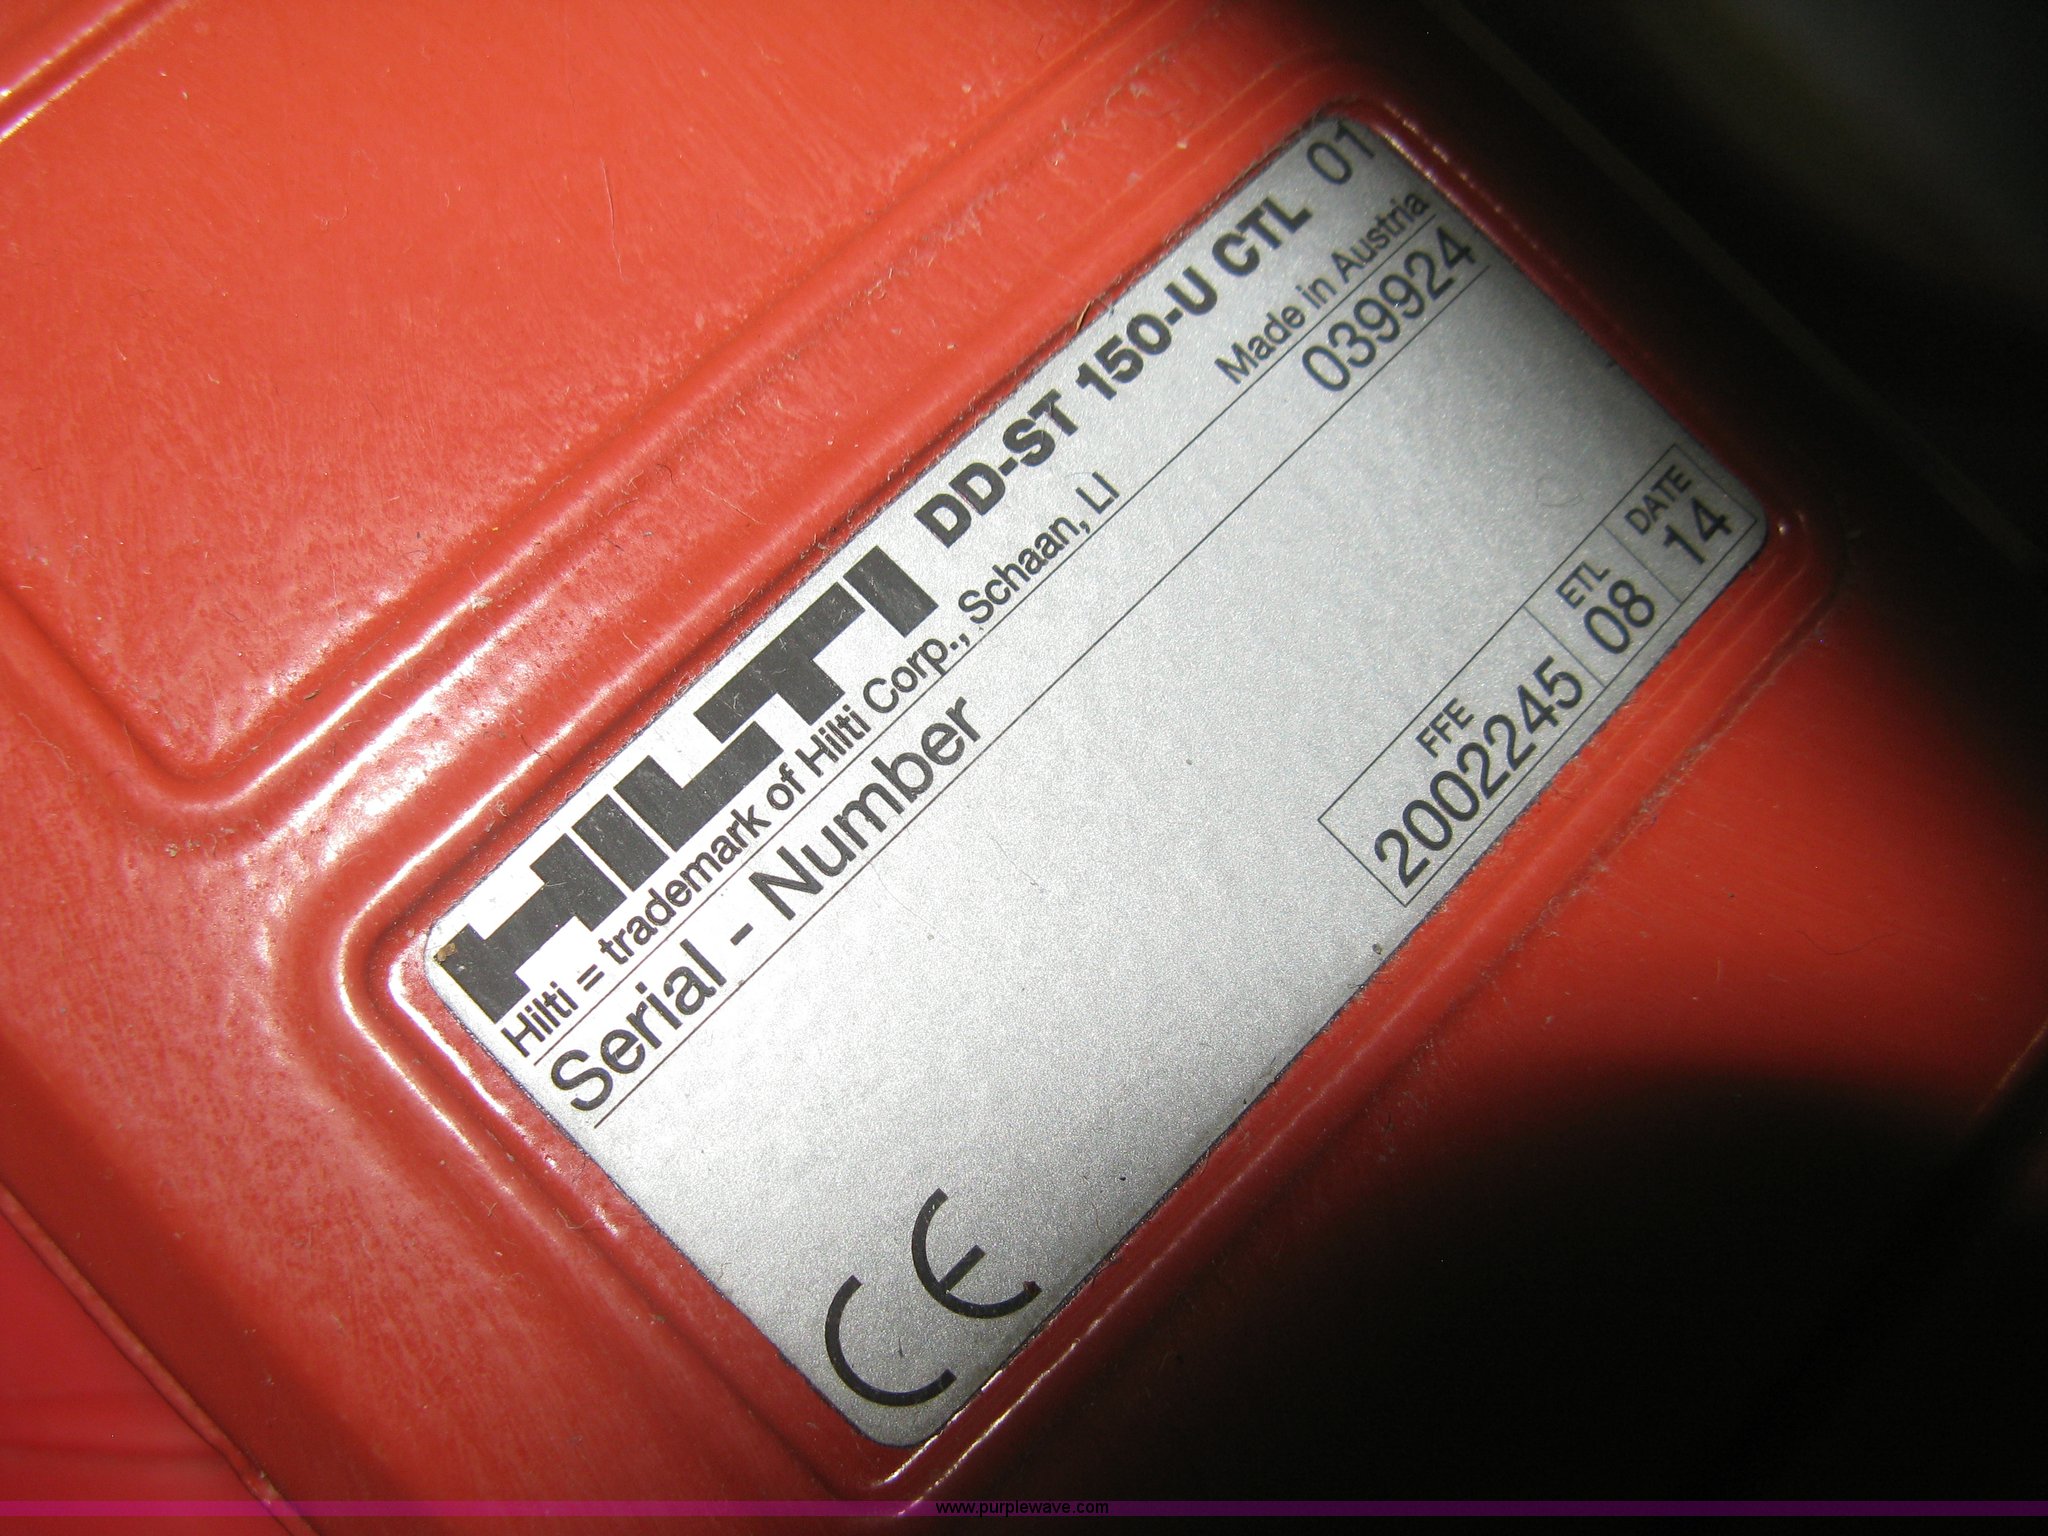 HILTI DD-ST 150-U CTL 01
Hilti = trademark of Hilti Corp., Schaan, LI Made in Austria
Serial - Number 039924
FFE ETL DATE
2002245 08 14
CE
www.purplewave.com